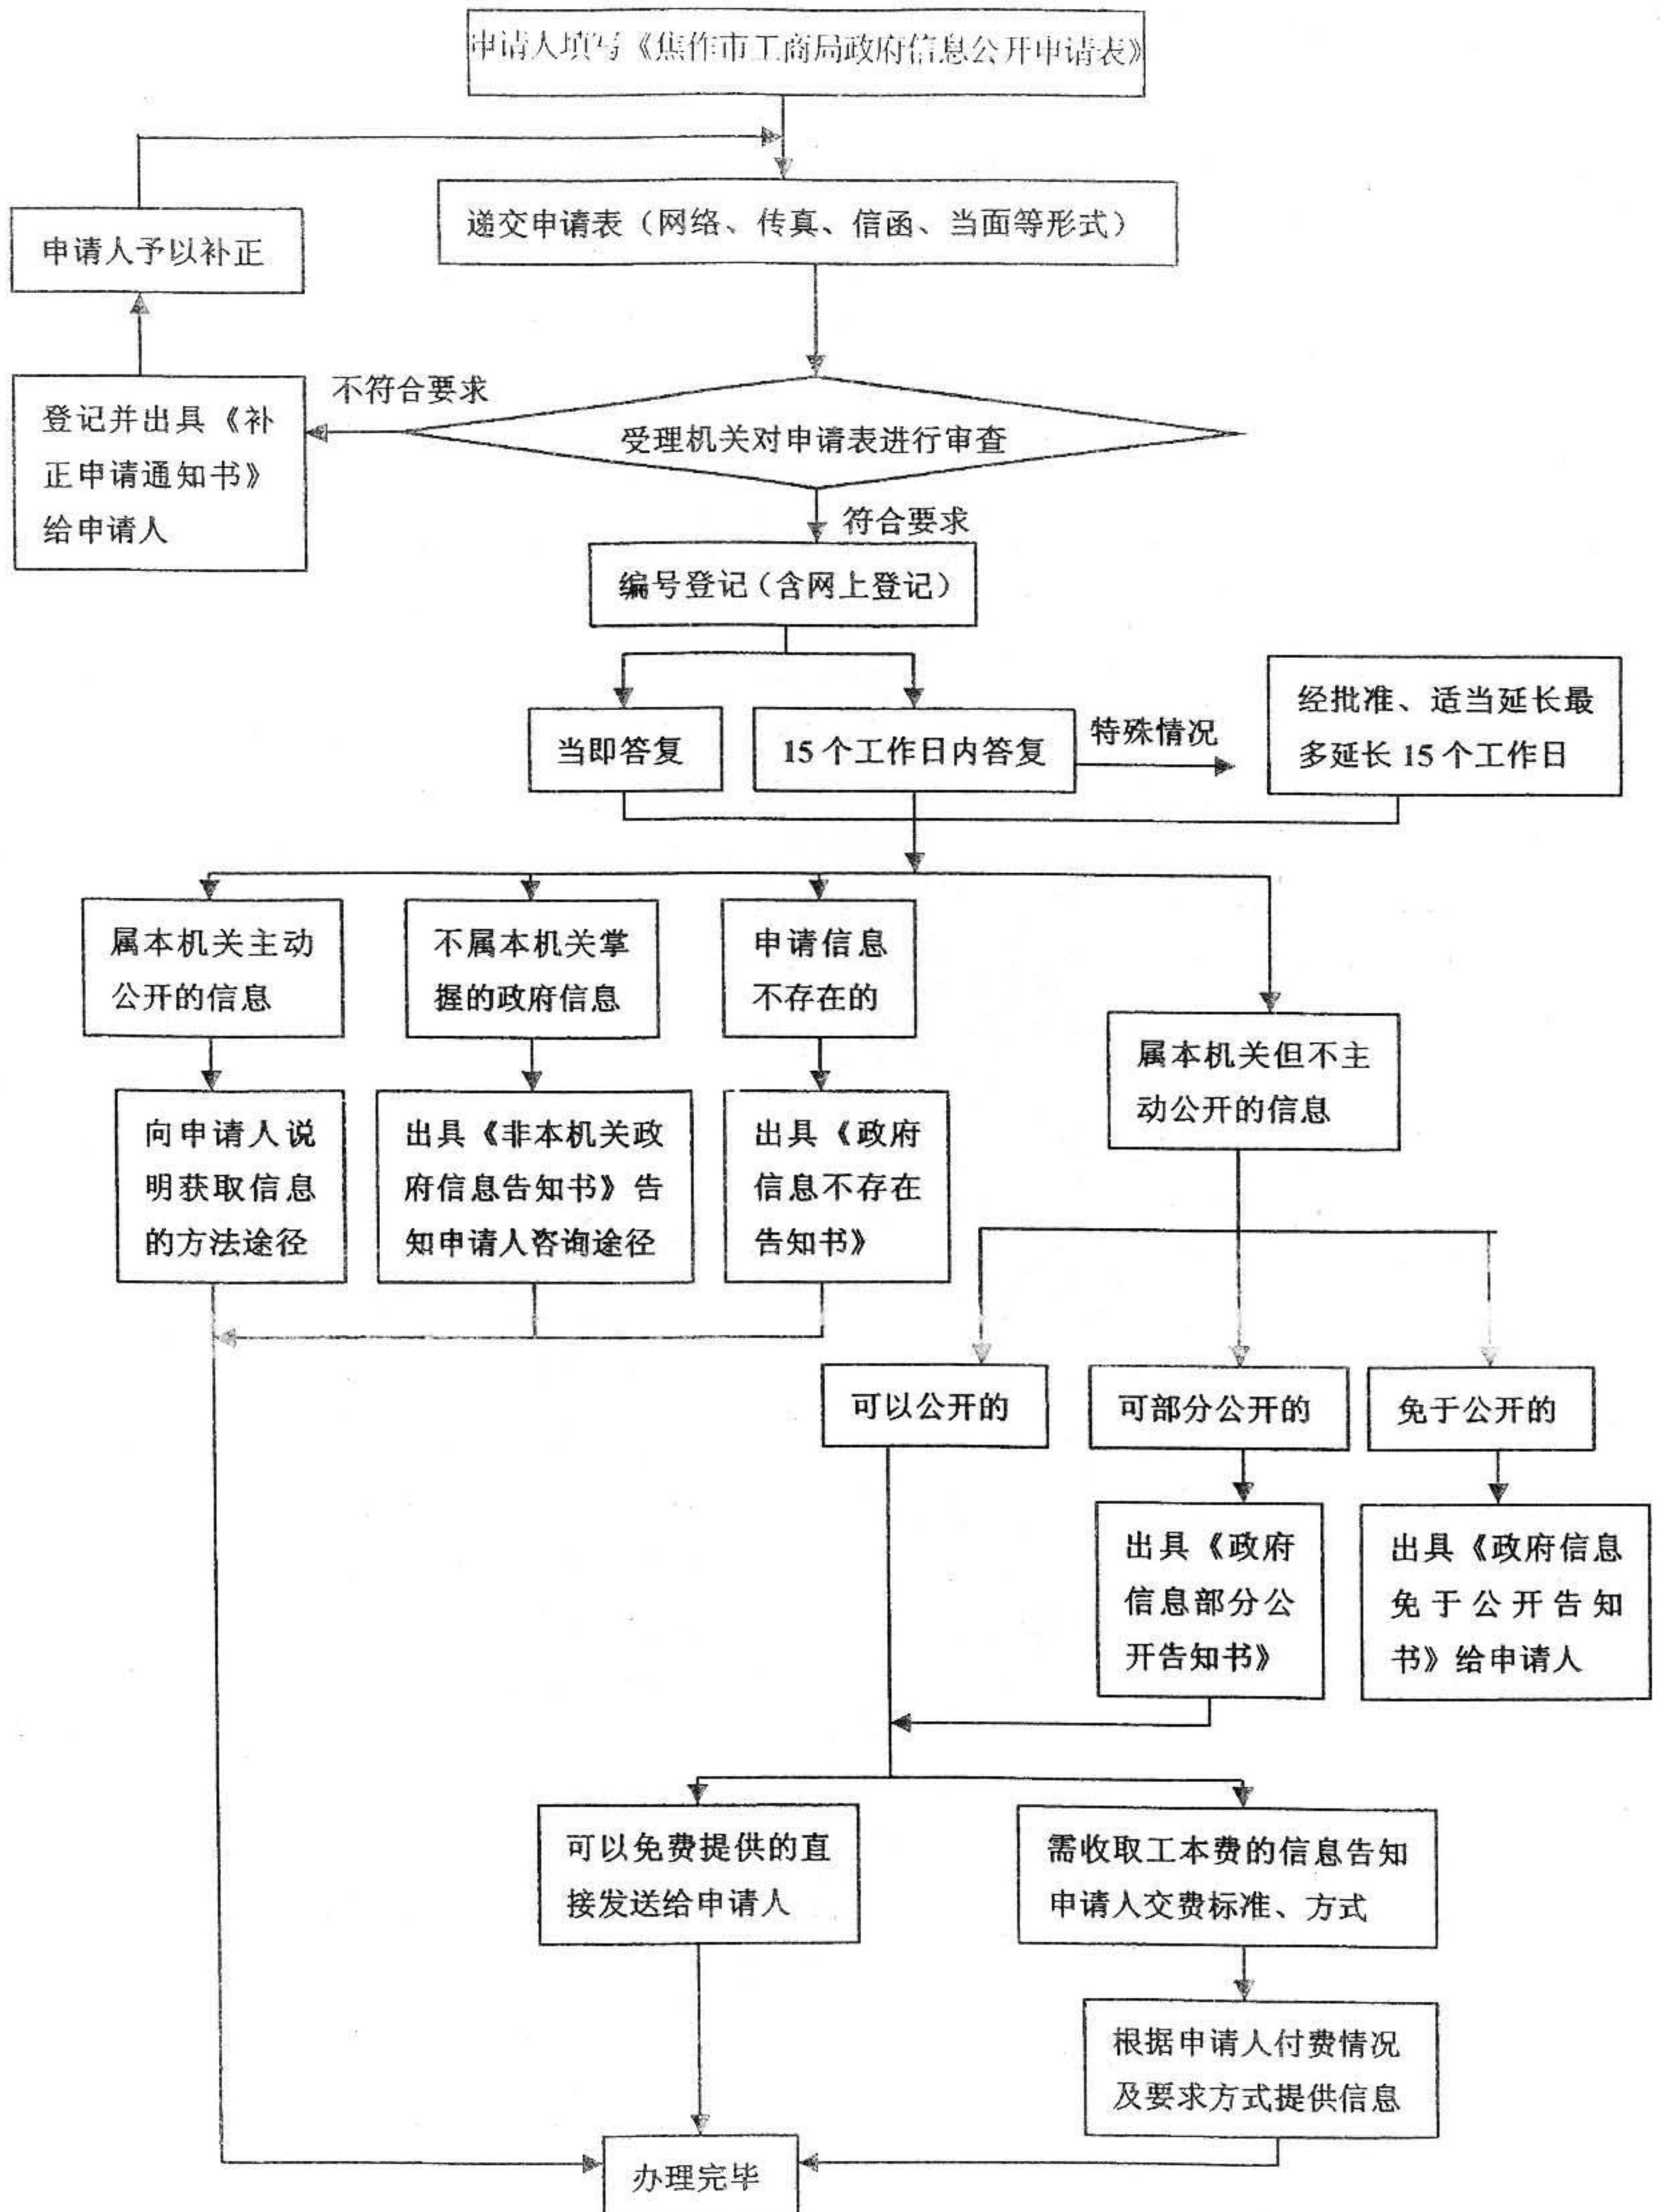 申请人填写《焦作市工商局政府信息公开申请表》
递交申请表（网络、传真、信函、当面等形式）
申请人予以补正
不符合要求
登记并出具《补
正申请通知书》
给申请人
受理机关对申请表进行审查
符合要求
编号登记（含网上登记）
当即答复
15个工作日内答复
特殊情况
经批准、适当延长最
多延长15个工作日
属本机关主动
公开的信息
不属本机关掌
握的政府信息
申请信息
不存在的
属本机关但不主
动公开的信息
向申请人说
明获取信息
的方法途径
出具《非本机关政
府信息告知书》告
知申请人咨询途径
出具《政府
信息不存在
告知书》
可以公开的
可部分公开的
免于公开的
出具《政府
信息部分公
开告知书》
出具《政府信息
免于公开告知
书》给申请人
可以免费提供的直
接发送给申请人
需收取工本费的信息告知
申请人交费标准、方式
根据申请人付费情况
及要求方式提供信息
办理完毕